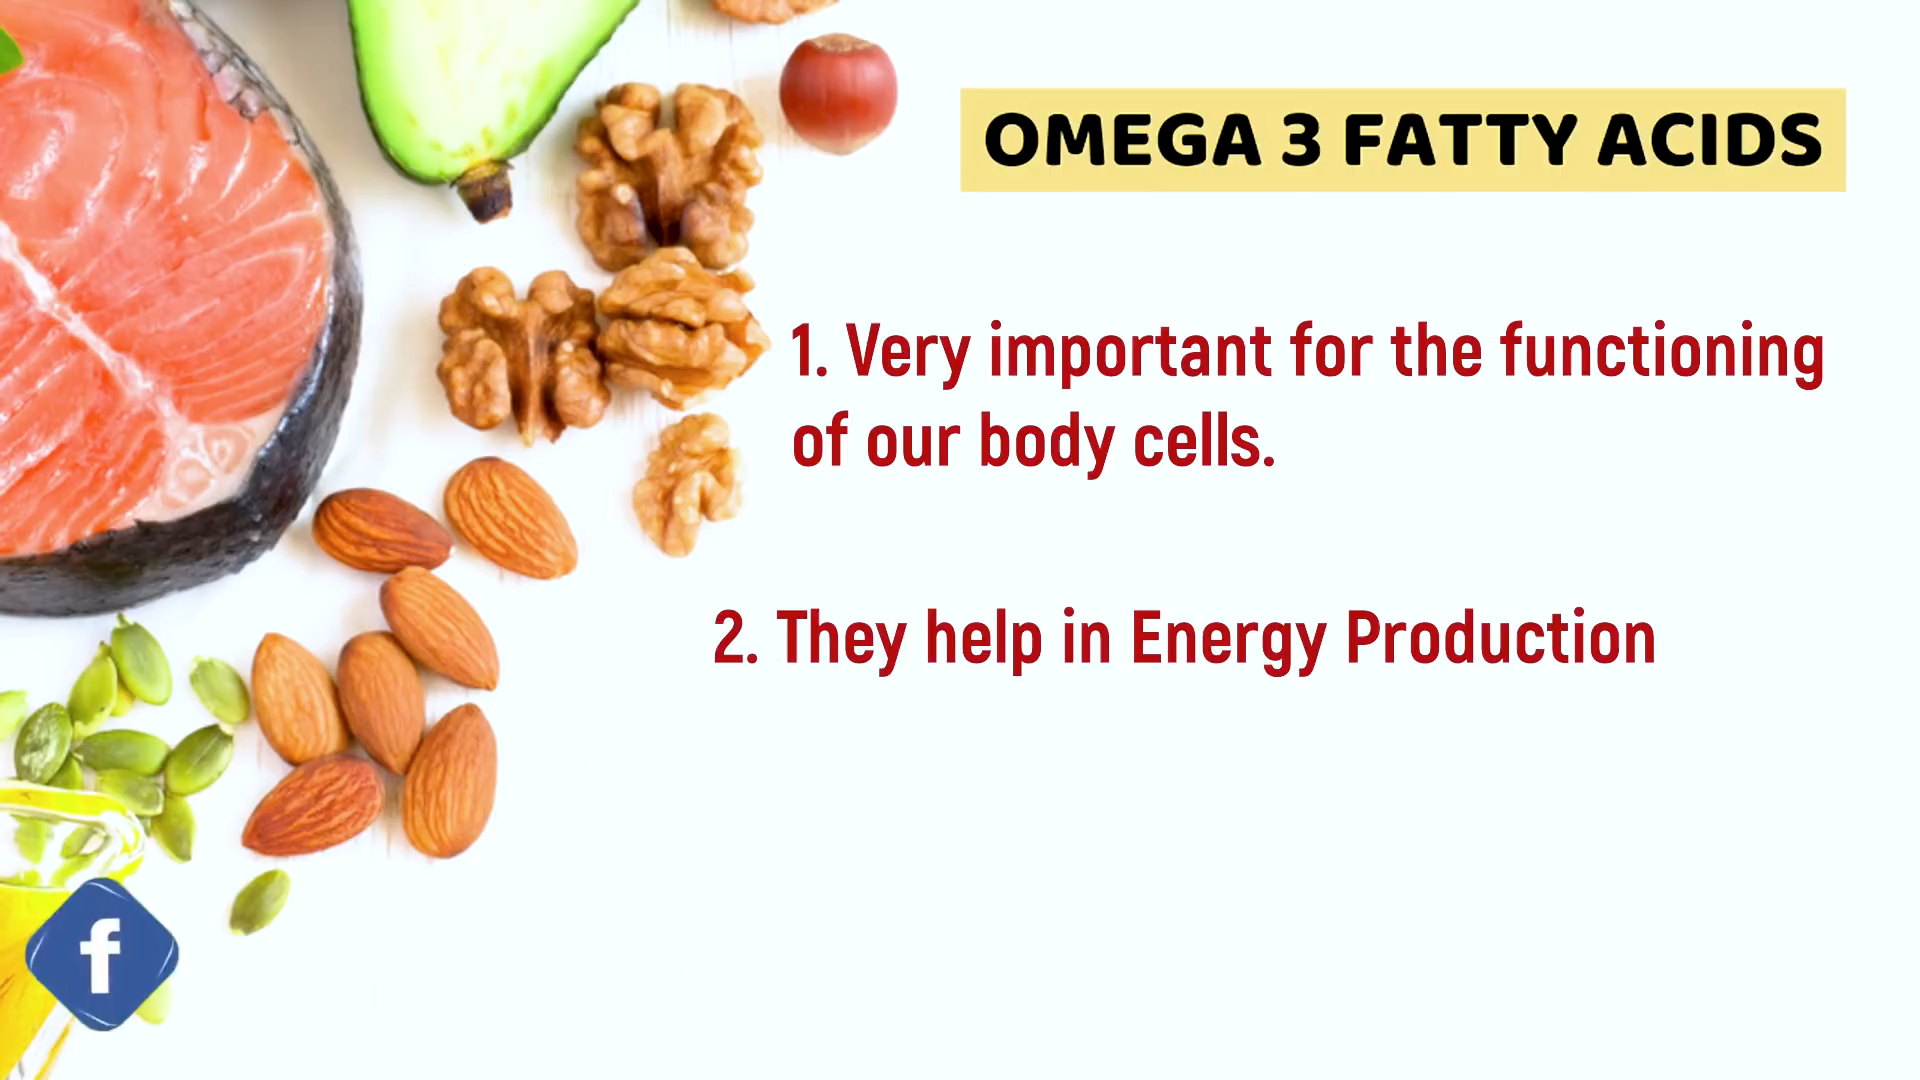 OMEGA 3 FATTY ACIDS
1. Very important for the functioning
of our body cells.
2. They help in Energy Production
f